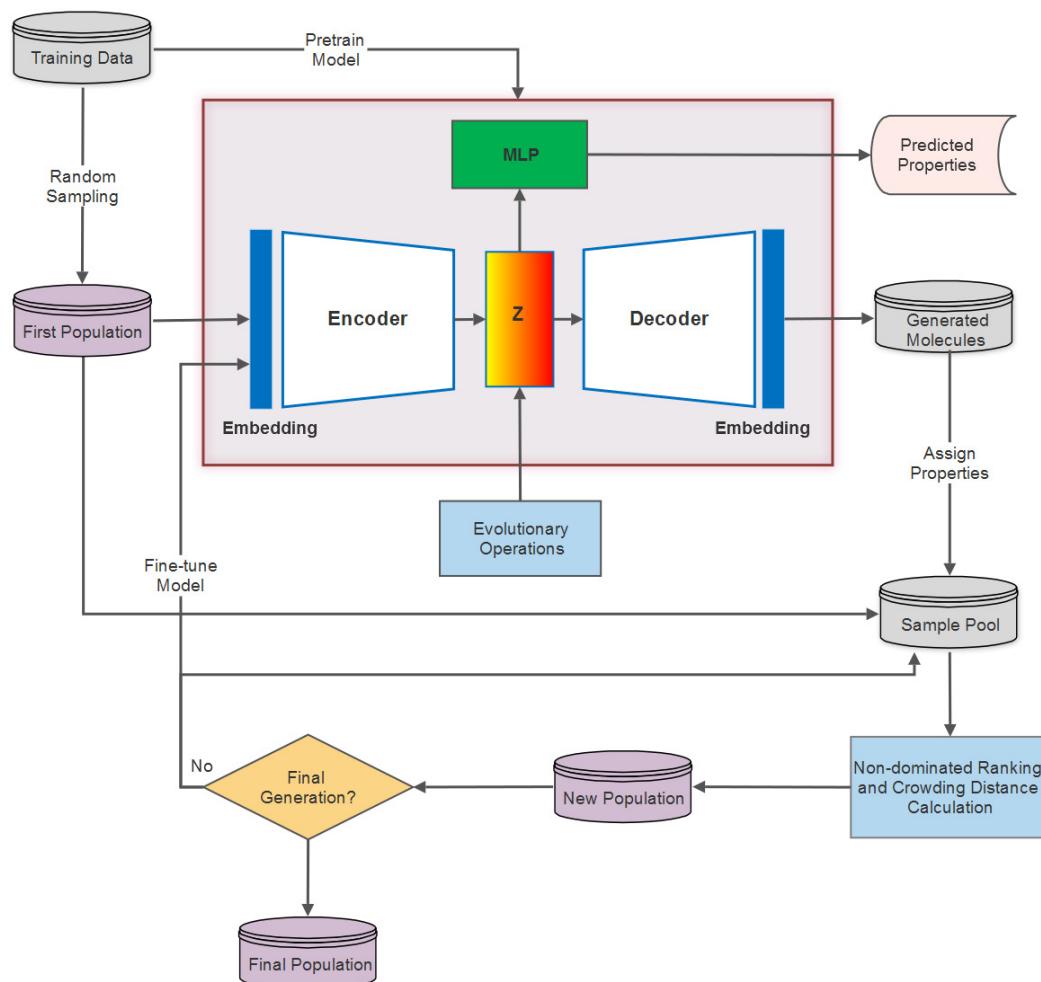 Training Data
Pretrain
Model
MLP
Predicted
Properties
Random
Sampling
First Population
Encoder
Z
Decoder
Generated
Molecules
Embedding
Embedding
Assign
Properties
Evolutionary
Operations
Fine-tune
Model
Sample Pool
No
Final
Generation?
New Population
Non-dominated Ranking
and Crowding Distance
Calculation
Final Population